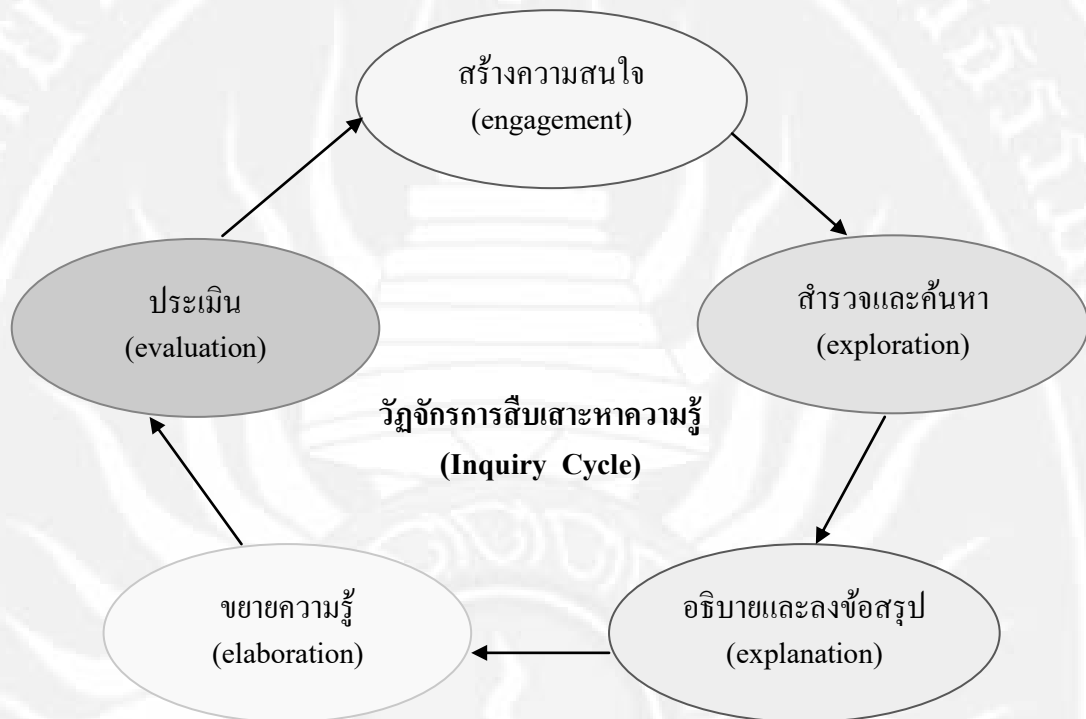 สร้างความสนใจ
(engagement)
สำรวจและค้นหา
(exploration)
อธิบายและลงข้อสรุป
(explanation)
ขยายความรู้
(elaboration)
ประเมิน
(evaluation)
วัฏจักรการสืบเสาะหาความรู้
(Inquiry Cycle)